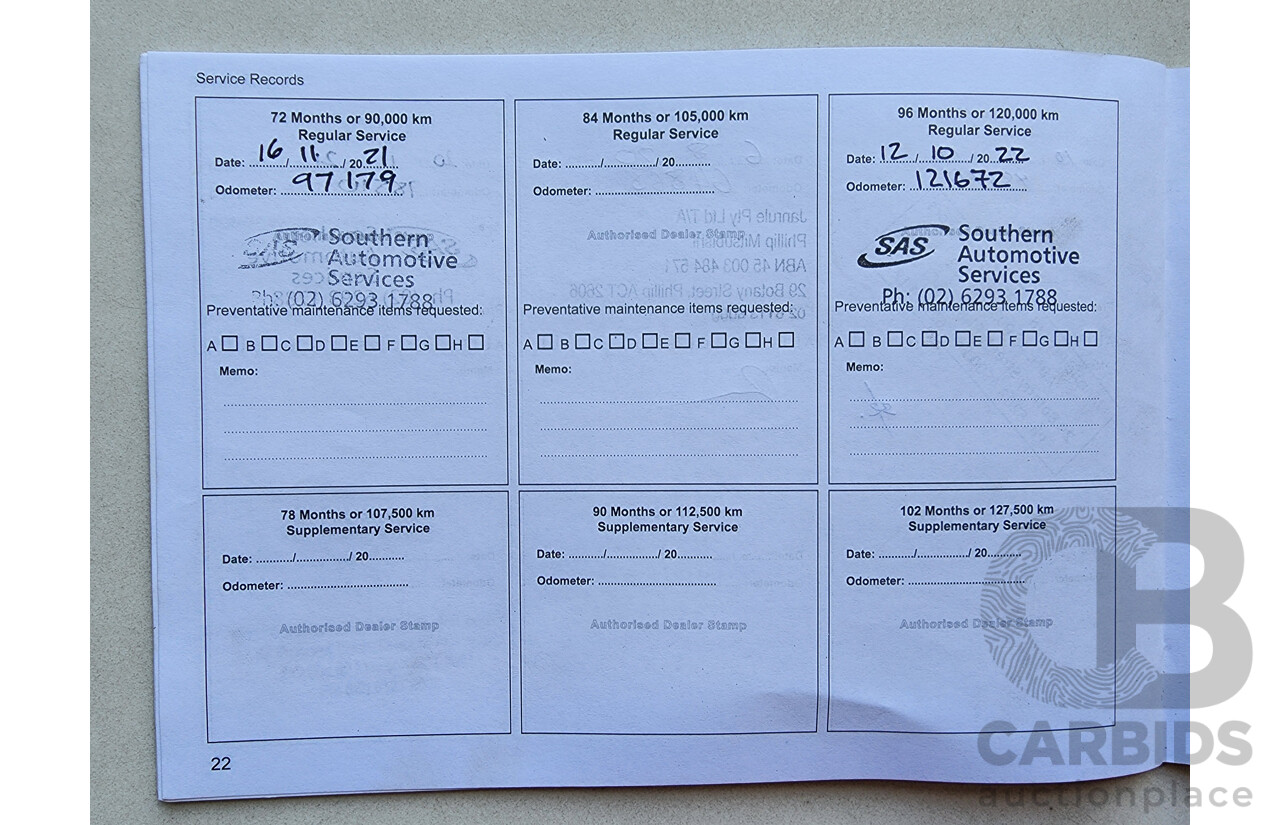 Service Records
72 Months or 90,000 km
Regular Service
Date: 16 / 11. / 20 21
Odometer: 97 179
SAS Southern
Automotive
Services
Ph: (02) 6293 1788
Preventative maintenance items requested:
A B C D E F G H
Memo:
84 Months or 105,000 km
Regular Service
Date: ........../.............../ 20..........
Odometer: ..................................
Authorised Dealer Stamp
Preventative maintenance items requested:
A B C D E F G H
Memo:
96 Months or 120,000 km
Regular Service
Date: 12 / 10 / 20 22
Odometer: 121672
SAS Southern
Automotive
Services
Ph: (02) 6293 1788
Preventative maintenance items requested:
A B C D E F G H
Memo:
78 Months or 107,500 km
Supplementary Service
Date: ........../.............../ 20..........
Odometer: ..................................
Authorised Dealer Stamp
90 Months or 112,500 km
Supplementary Service
Date: ........../.............../ 20..........
Odometer: ..................................
Authorised Dealer Stamp
102 Months or 127,500 km
Supplementary Service
Date: ........../.............../ 20..........
Odometer: ..................................
Authorised Dealer Stamp
22
CB
CARBIDS
auctionplace